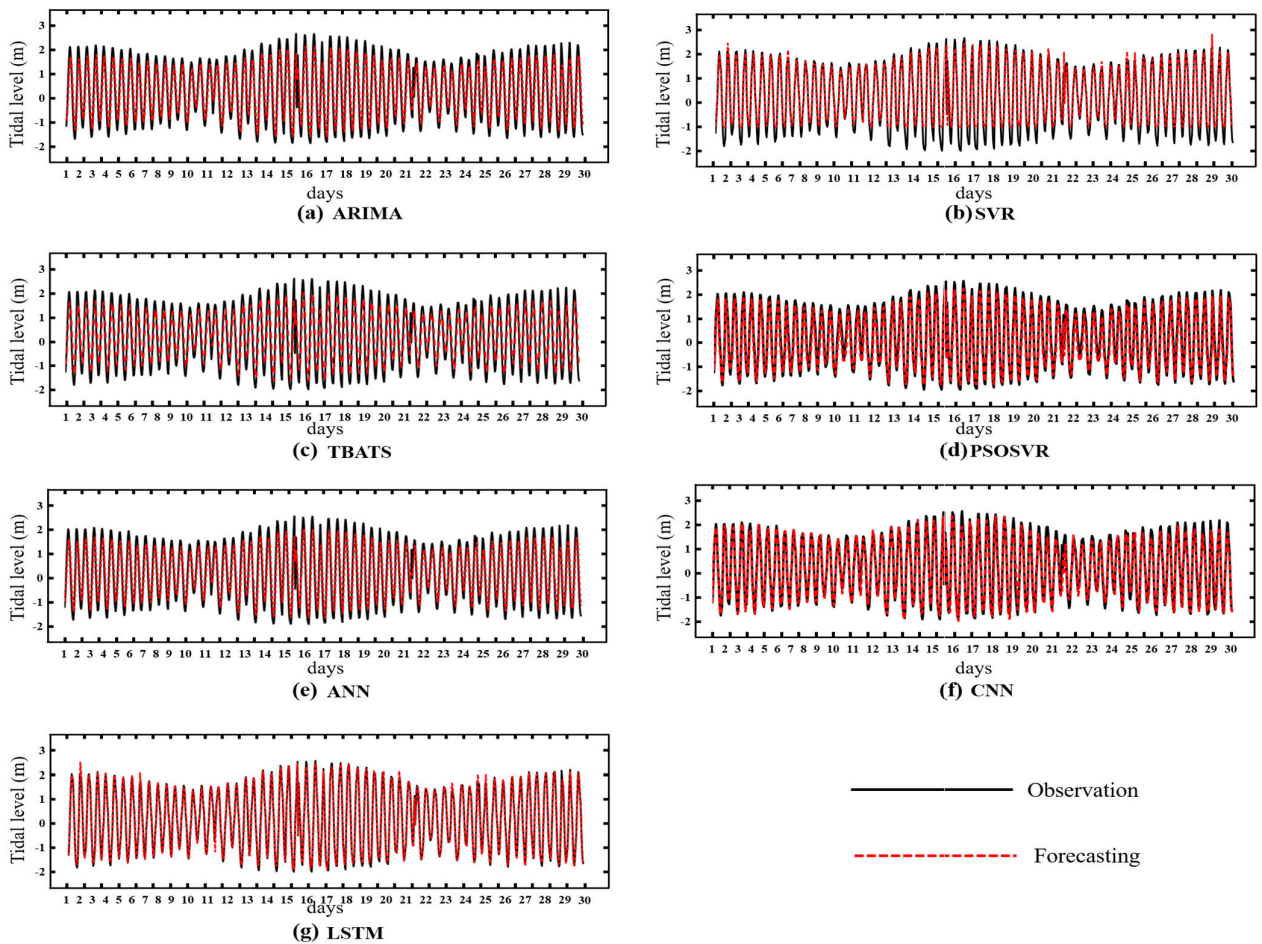 Tidal level (m)
3
2
1
0
-1
-2
1 2 3 4 5 6 7 8 9 10 11 12 13 14 15 16 17 18 19 20 21 22 23 24 25 26 27 28 29 30
days
(a) ARIMA
Tidal level (m)
3
2
1
0
-1
-2
1 2 3 4 5 6 7 8 9 10 11 12 13 14 15 16 17 18 19 20 21 22 23 24 25 26 27 28 29 30
days
(b) SVR
Tidal level (m)
3
2
1
0
-1
-2
1 2 3 4 5 6 7 8 9 10 11 12 13 14 15 16 17 18 19 20 21 22 23 24 25 26 27 28 29 30
days
(c) TBATS
Tidal level (m)
3
2
1
0
-1
-2
1 2 3 4 5 6 7 8 9 10 11 12 13 14 15 16 17 18 19 20 21 22 23 24 25 26 27 28 29 30
days
(d) PSOSVR
Tidal level (m)
3
2
1
0
-1
-2
1 2 3 4 5 6 7 8 9 10 11 12 13 14 15 16 17 18 19 20 21 22 23 24 25 26 27 28 29 30
days
(e) ANN
Tidal level (m)
3
2
1
0
-1
-2
1 2 3 4 5 6 7 8 9 10 11 12 13 14 15 16 17 18 19 20 21 22 23 24 25 26 27 28 29 30
days
(f) CNN
Tidal level (m)
3
2
1
0
-1
-2
1 2 3 4 5 6 7 8 9 10 11 12 13 14 15 16 17 18 19 20 21 22 23 24 25 26 27 28 29 30
days
(g) LSTM
Observation
Forecasting